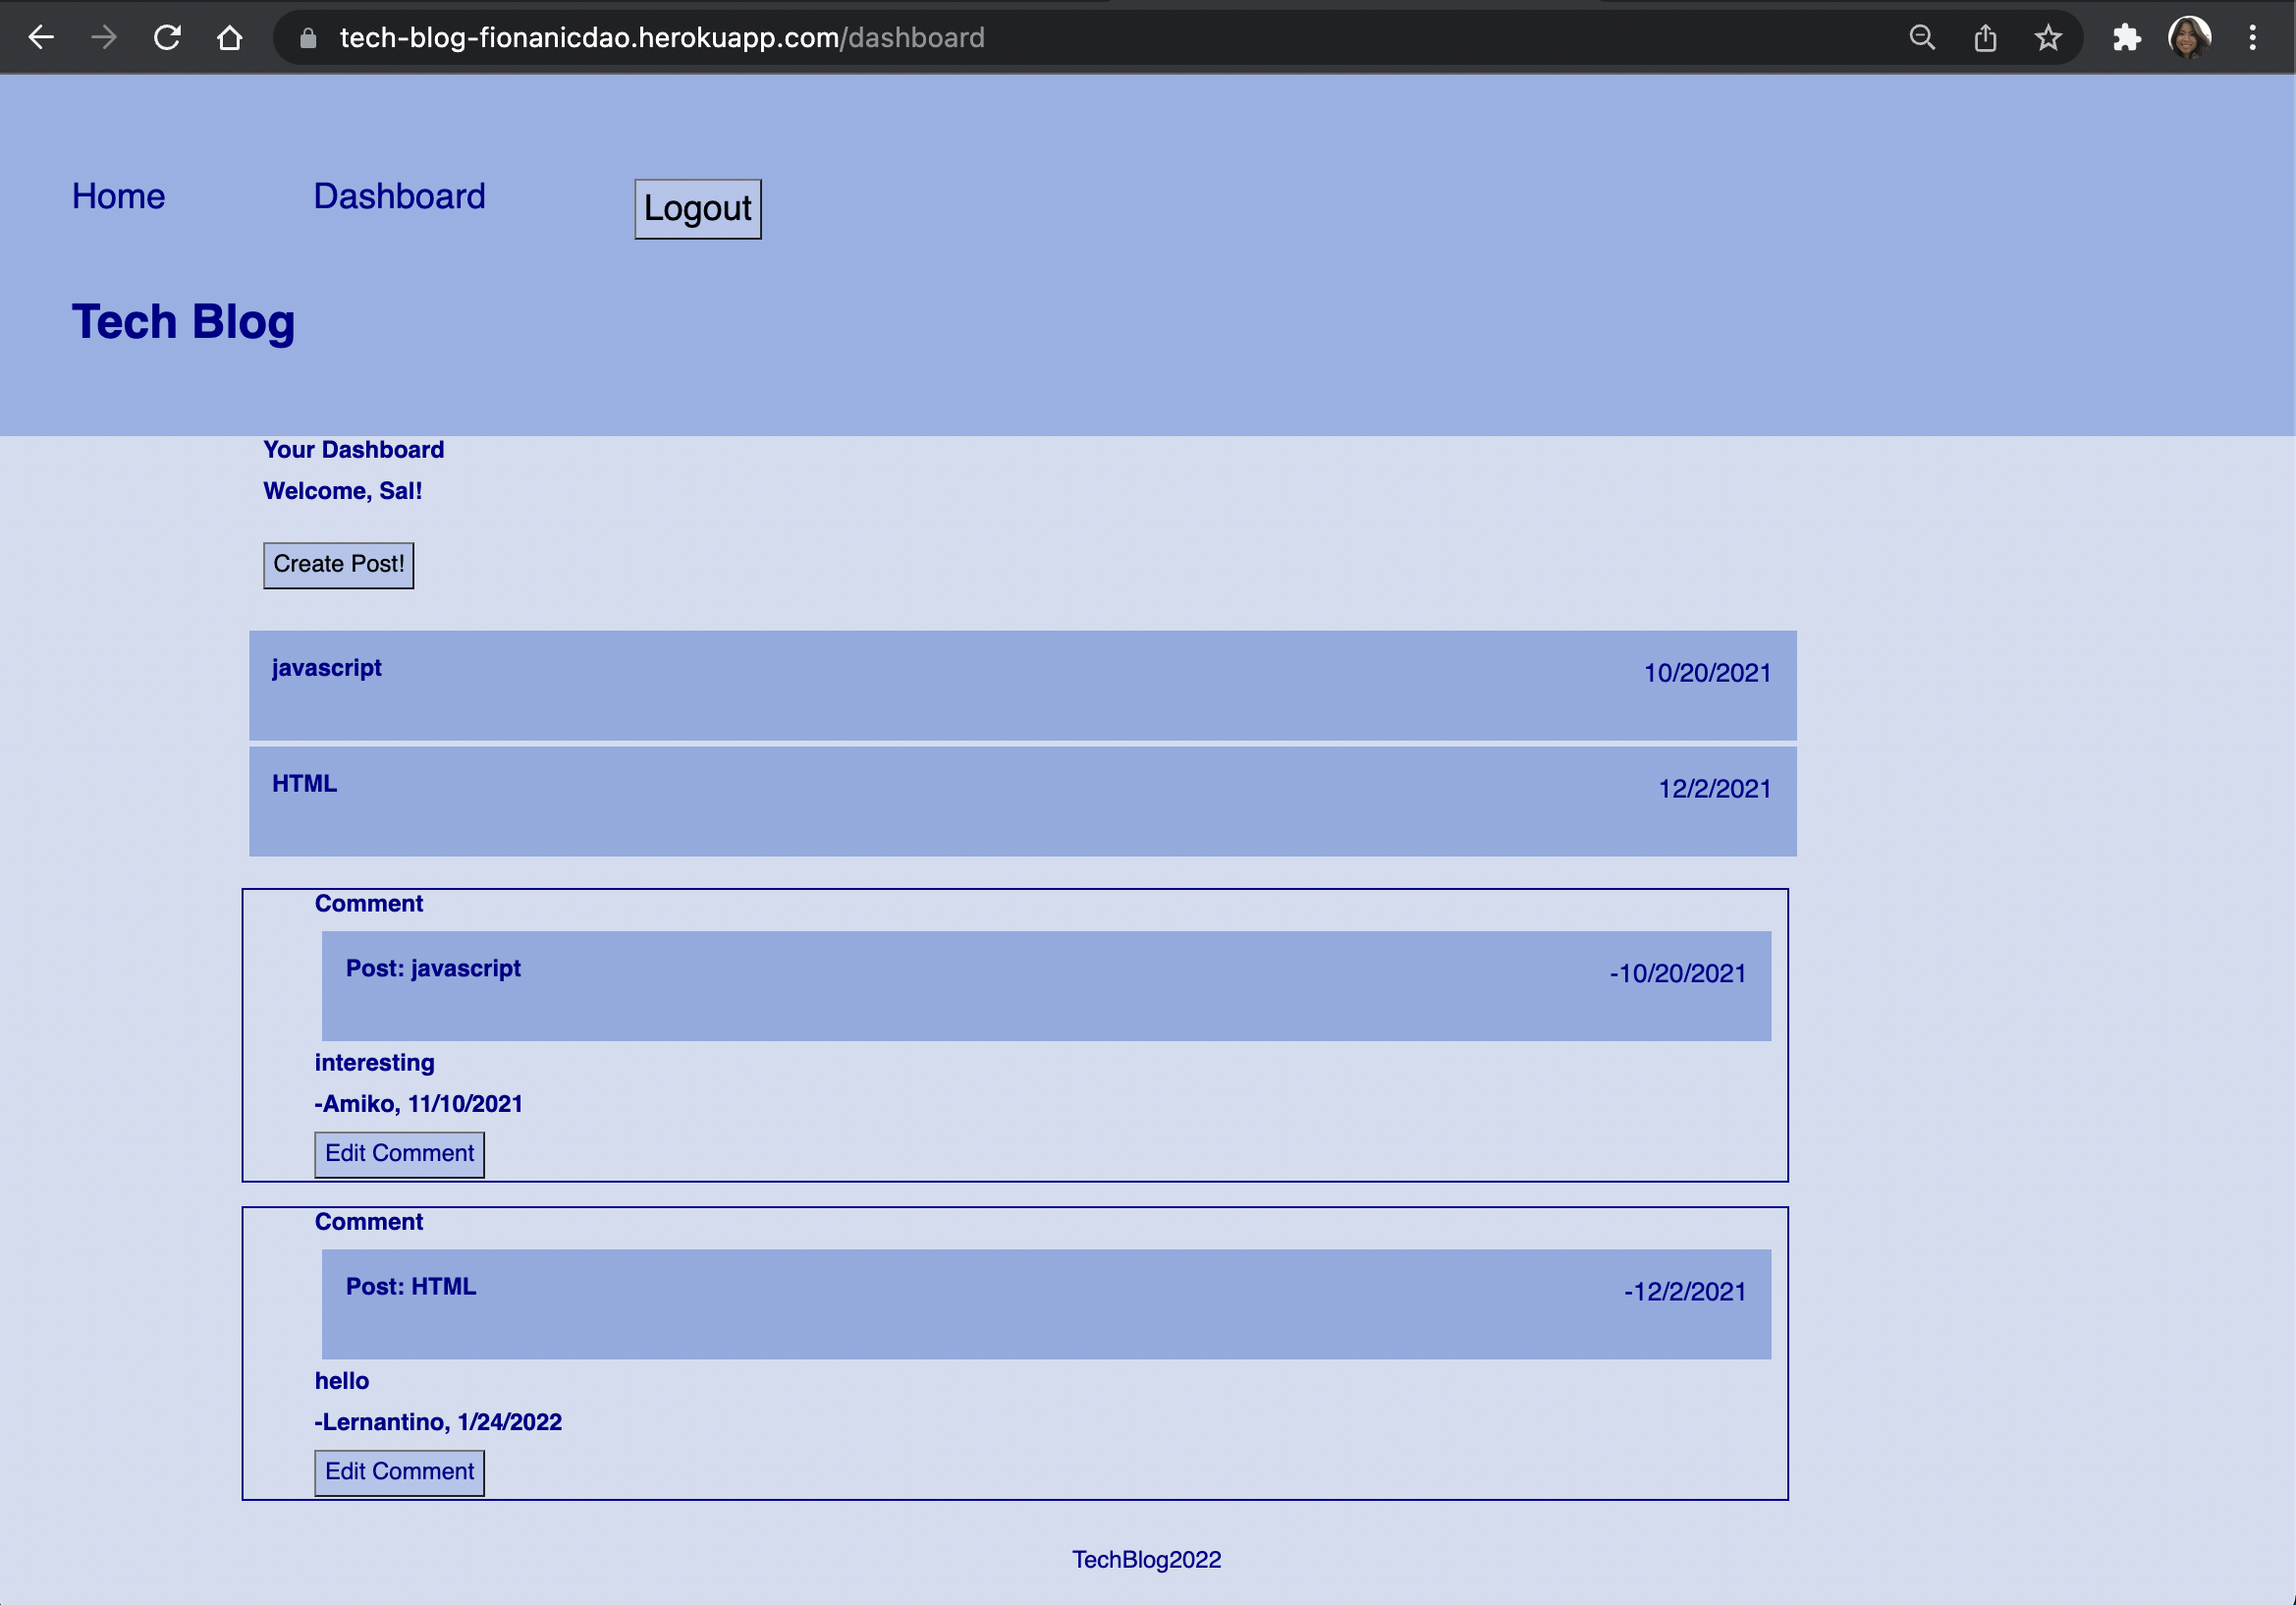 tech-blog-fionanicdao.herokuapp.com/dashboard
Home Dashboard Logout
Tech Blog
Your Dashboard
Welcome, Sal!
Create Post!
javascript 10/20/2021
HTML 12/2/2021
Comment
Post: javascript -10/20/2021
interesting
-Amiko, 11/10/2021
Edit Comment
Comment
Post: HTML -12/2/2021
hello
-Lernantino, 1/24/2022
Edit Comment
TechBlog2022